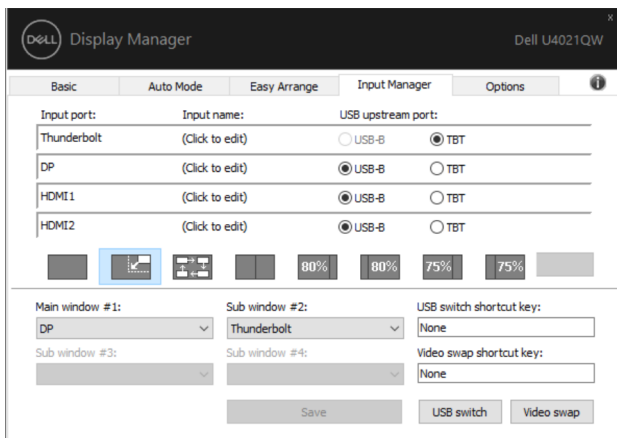 x
DELL Display Manager Dell U4021QW
Basic Auto Mode Easy Arrange Input Manager Options i
Input port: Input name: USB upstream port:
Thunderbolt (Click to edit) USB-B TBT
DP (Click to edit) USB-B TBT
HDMI1 (Click to edit) USB-B TBT
HDMI2 (Click to edit) USB-B TBT
80% 80% 75% 75%
Main window #1: Sub window #2: USB switch shortcut key:
DP Thunderbolt None
Sub window #3: Sub window #4: Video swap shortcut key:
None
Save USB switch Video swap